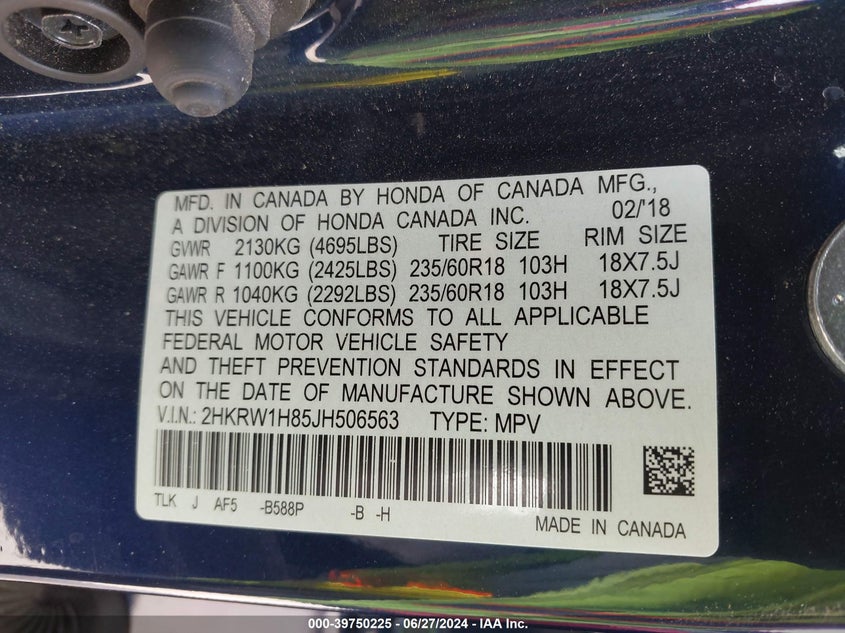 MFD. IN CANADA BY HONDA OF CANADA MFG.,
A DIVISION OF HONDA CANADA INC. 02/'18
GVWR 2130KG (4695LBS) TIRE SIZE RIM SIZE
GAWR F 1100KG (2425LBS) 235/60R18 103H 18X7.5J
GAWR R 1040KG (2292LBS) 235/60R18 103H 18X7.5J
THIS VEHICLE CONFORMS TO ALL APPLICABLE
FEDERAL MOTOR VEHICLE SAFETY
AND THEFT PREVENTION STANDARDS IN EFFECT
ON THE DATE OF MANUFACTURE SHOWN ABOVE.
V.I.N.: 2HKRW1H85JH506563 TYPE: MPV
TLK J AF5 -B588P -B -H
MADE IN CANADA
000-39750225 - 06/27/2024 - IAA Inc.